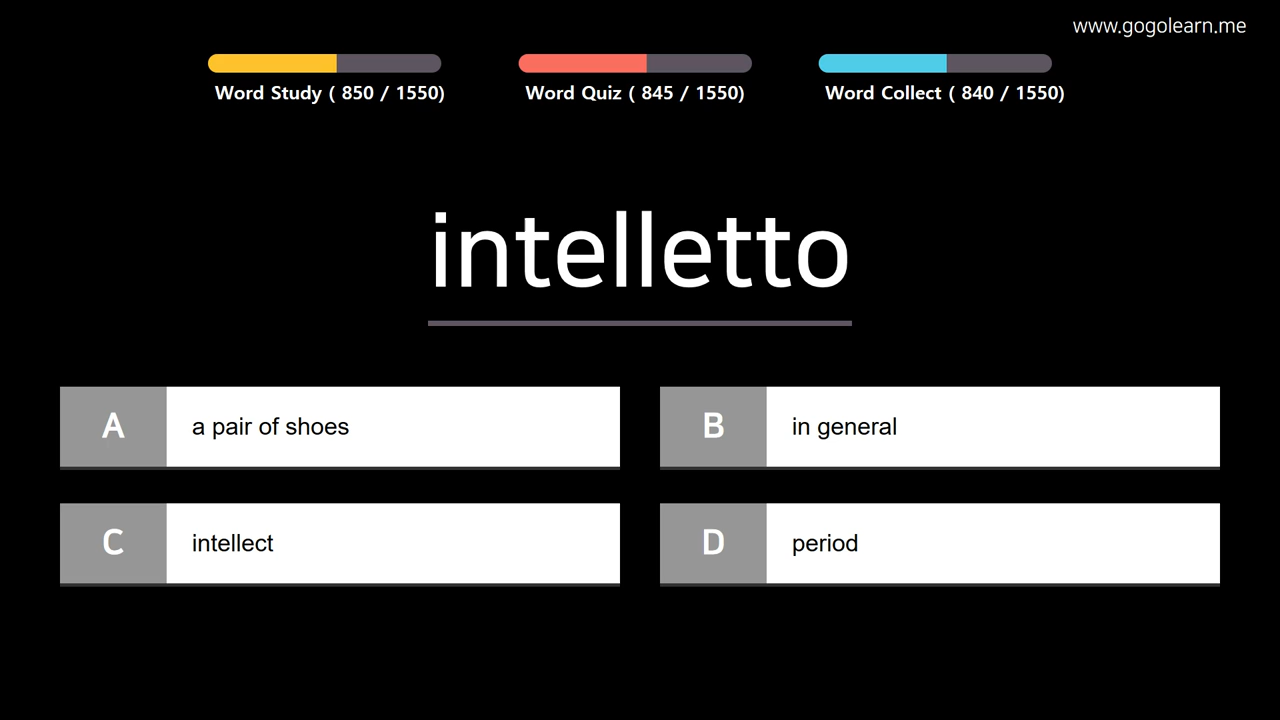 www.gogolearn.me
Word Study ( 850 / 1550)
Word Quiz ( 845 / 1550)
Word Collect ( 840 / 1550)
intelletto
A
a pair of shoes
B
in general
C
intellect
D
period